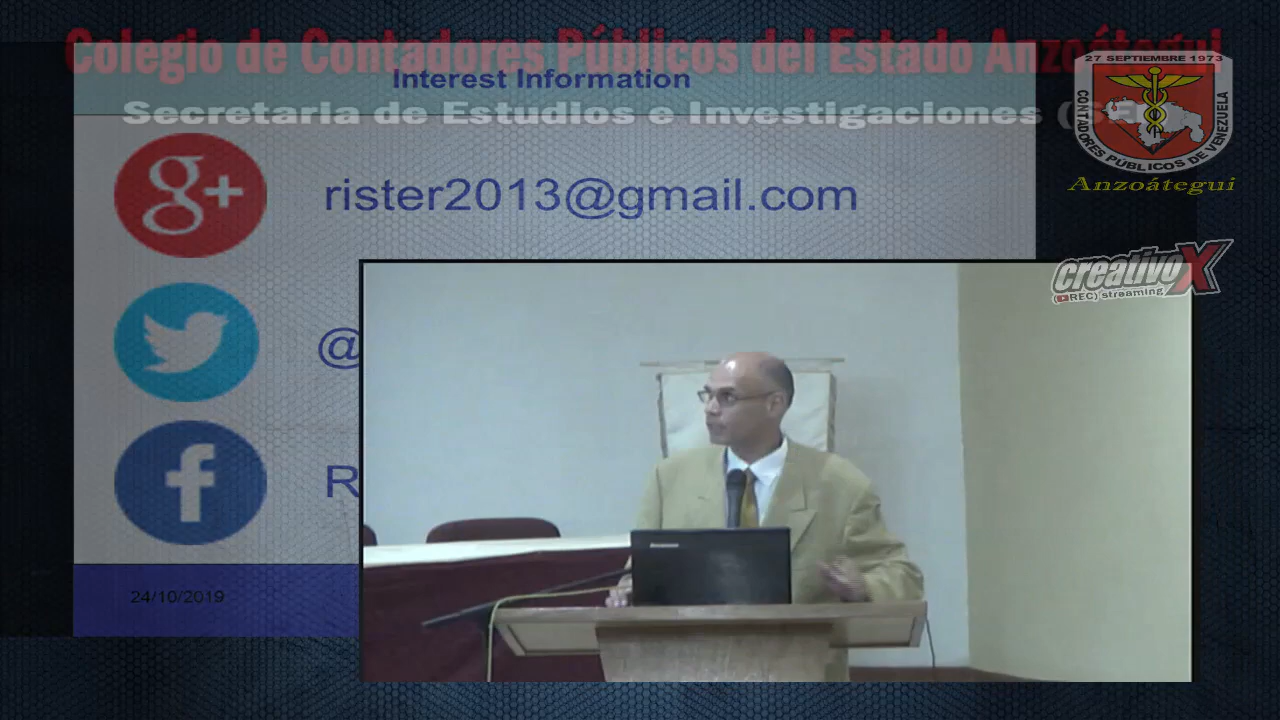 Colegio de Contadores Públicos del Estado Anzoátegui
Interest Information
Secretaria de Estudios e Investigaciones
27 SEPTIEMBRE 1973
CONTADORES PÚBLICOS DE VENEZUELA
Anzoátegui
g+
rister2013@gmail.com
creativoX
(REC) streaming
@
f
R
24/10/2019